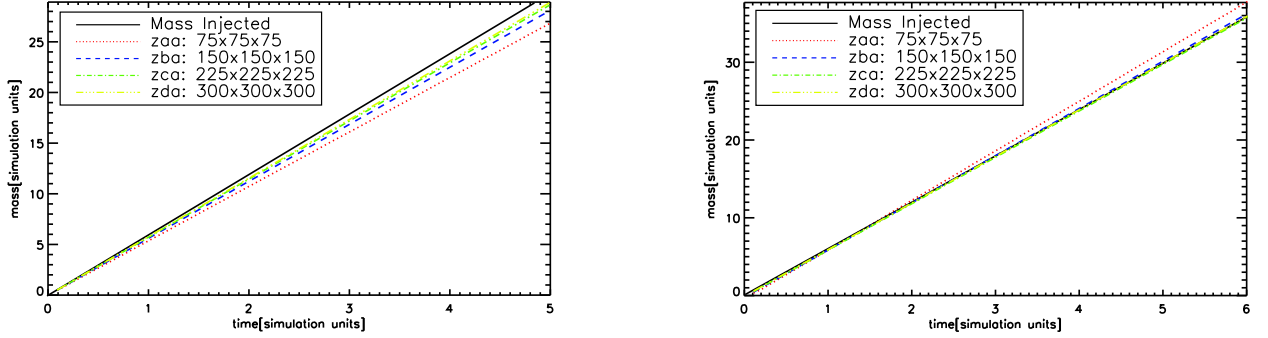 Mass Injected
zaa: 75x75x75
zba: 150x150x150
zca: 225x225x225
zda: 300x300x300
25
20
15
10
5
0
mass[simulation units]
0 1 2 3 4 5
time[simulation units]
Mass Injected
zaa: 75x75x75
zba: 150x150x150
zca: 225x225x225
zda: 300x300x300
30
20
10
0
mass[simulation units]
0 1 2 3 4 5 6
time[simulation units]